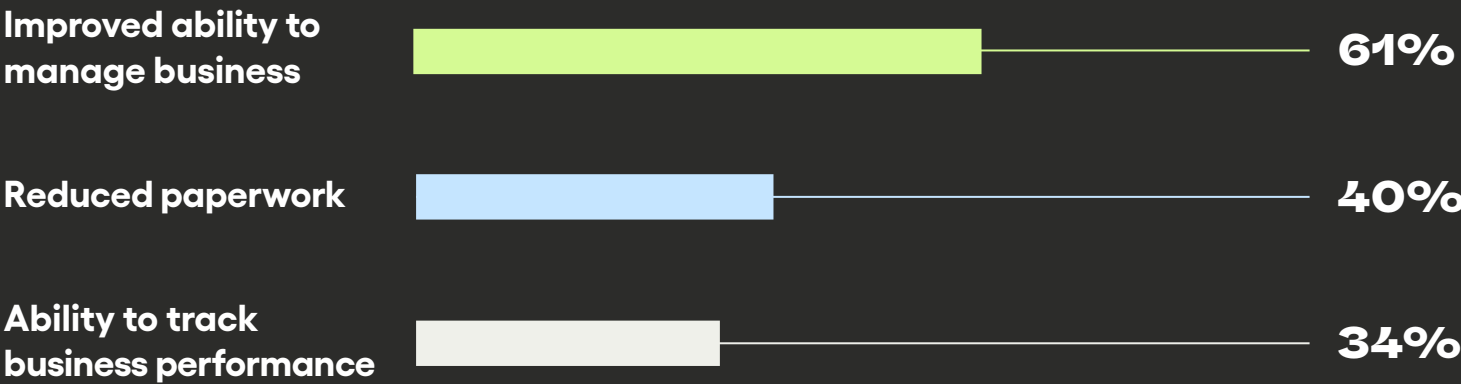 Improved ability to
manage business
61%
Reduced paperwork
40%
Ability to track
business performance
34%